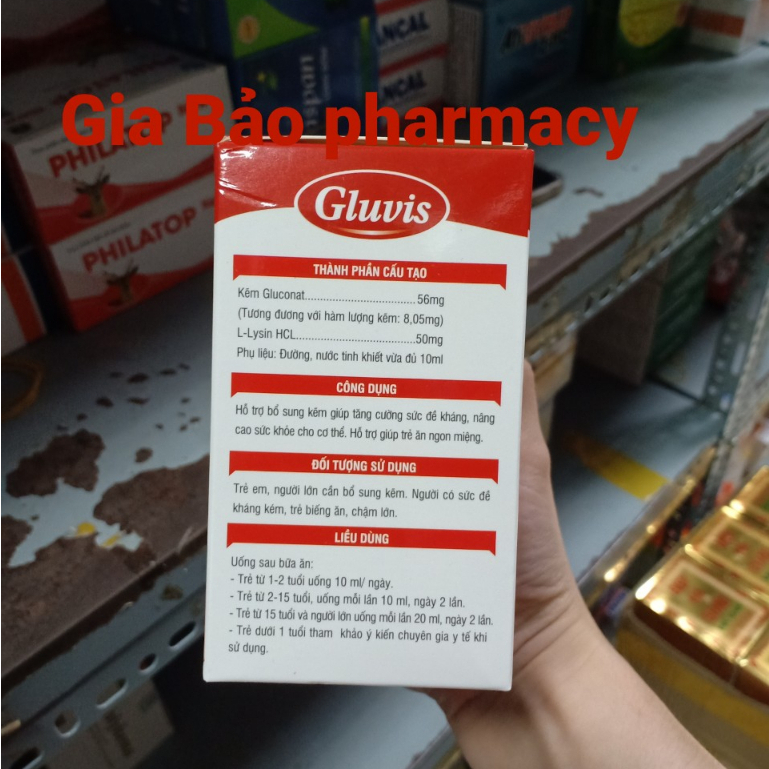 Gia Bảo pharmacy
Gluvis
THÀNH PHẦN CẤU TẠO
Kẽm Gluconat..................................56mg
(Tương đương với hàm lượng kẽm: 8,05mg)
L-Lysin HCL....................................50mg
Phụ liệu: Đường, nước tinh khiết vừa đủ 10ml
CÔNG DỤNG
Hỗ trợ bổ sung kẽm giúp tăng cường sức đề kháng, nâng
cao sức khỏe cho cơ thể. Hỗ trợ giúp trẻ ăn ngon miệng.
ĐỐI TƯỢNG SỬ DỤNG
Trẻ em, người lớn cần bổ sung kẽm. Người có sức đề
kháng kém, trẻ biếng ăn, chậm lớn.
LIỀU DÙNG
Uống sau bữa ăn:
- Trẻ từ 1-2 tuổi uống 10 ml/ ngày.
- Trẻ từ 2-15 tuổi, uống mỗi lần 10 ml, ngày 2 lần.
- Trẻ từ 15 tuổi và người lớn uống mỗi lần 20 ml, ngày 2 lần.
- Trẻ dưới 1 tuổi tham khảo ý kiến chuyên gia y tế khi
sử dụng.
PHILATOP
PHILATOP
ANCAL
ANCAL